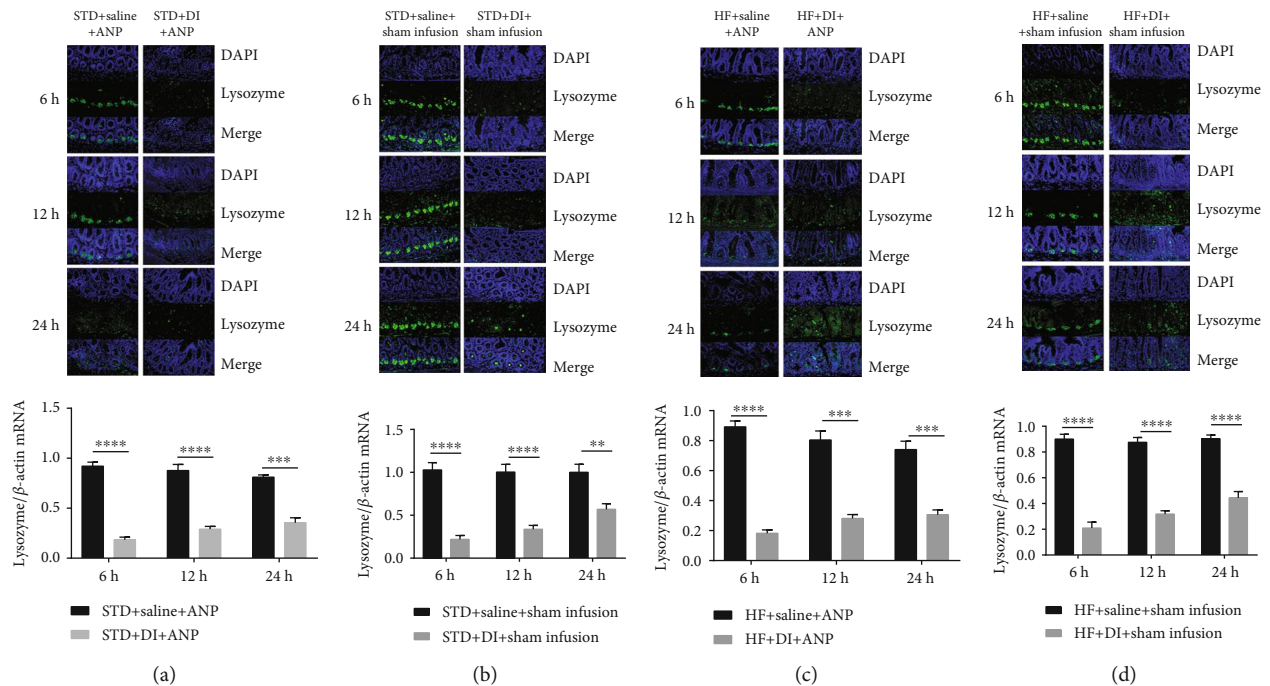 STD+saline
+ANP
STD+DI
+ANP
6 h
DAPI
Lysozyme
Merge
12 h
DAPI
Lysozyme
Merge
24 h
DAPI
Lysozyme
Merge
Lysozyme/β-actin mRNA
1.5
1.0
0.5
0.0
****
****
***
6 h
12 h
24 h
STD+saline+ANP
STD+DI+ANP
(a)
STD+saline+
sham infusion
STD+DI+
sham infusion
6 h
DAPI
Lysozyme
Merge
12 h
DAPI
Lysozyme
Merge
24 h
DAPI
Lysozyme
Merge
Lysozyme/β-actin mRNA
1.5
1.0
0.5
0.0
****
****
**
6 h
12 h
24 h
STD+saline+sham infusion
STD+DI+sham infusion
(b)
HF+saline
+ANP
HF+DI+
ANP
6 h
DAPI
Lysozyme
Merge
12 h
DAPI
Lysozyme
Merge
24 h
DAPI
Lysozyme
Merge
Lysozyme/β-actin mRNA
1.0
0.8
0.6
0.4
0.2
0.0
****
***
***
6 h
12 h
24 h
HF+saline+ANP
HF+DI+ANP
(c)
HF+saline
+sham infusion
HF+DI+
sham infusion
6 h
DAPI
Lysozyme
Merge
12 h
DAPI
Lysozyme
Merge
24 h
DAPI
Lysozyme
Merge
Lysozyme/β-actin mRNA
1.0
0.8
0.6
0.4
0.2
0.0
****
****
****
6 h
12 h
24 h
HF+saline+sham infusion
HF+DI+sham infusion
(d)